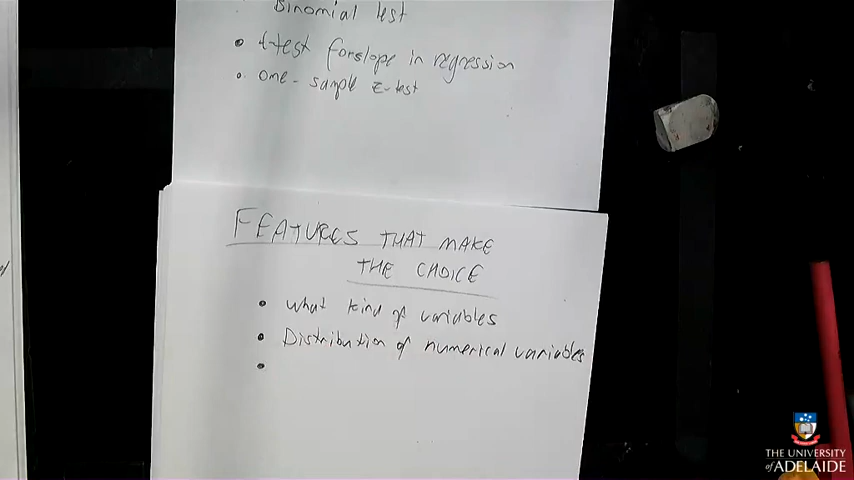 Binomial test
• t-test for slope in regression
• One-sample z-test
FEATURES THAT MAKE
THE CHOICE
• What kind of variables
• Distribution of numerical variables
•
THE UNIVERSITY
of ADELAIDE